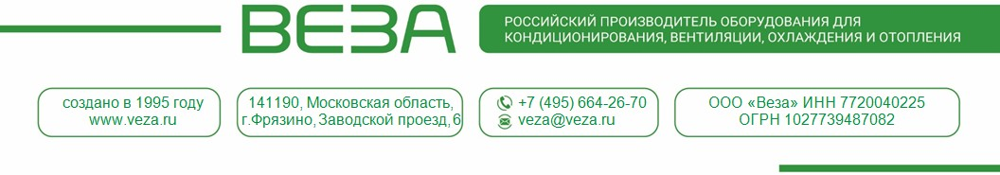 ВЕЗА
РОССИЙСКИЙ ПРОИЗВОДИТЕЛЬ ОБОРУДОВАНИЯ ДЛЯ
КОНДИЦИОНИРОВАНИЯ, ВЕНТИЛЯЦИИ, ОХЛАЖДЕНИЯ И ОТОПЛЕНИЯ
создано в 1995 году
www.veza.ru
141190, Московская область,
г.Фрязино, Заводской проезд, 6
+7 (495) 664-26-70
veza@veza.ru
ООО «Веза» ИНН 7720040225
ОГРН 1027739487082